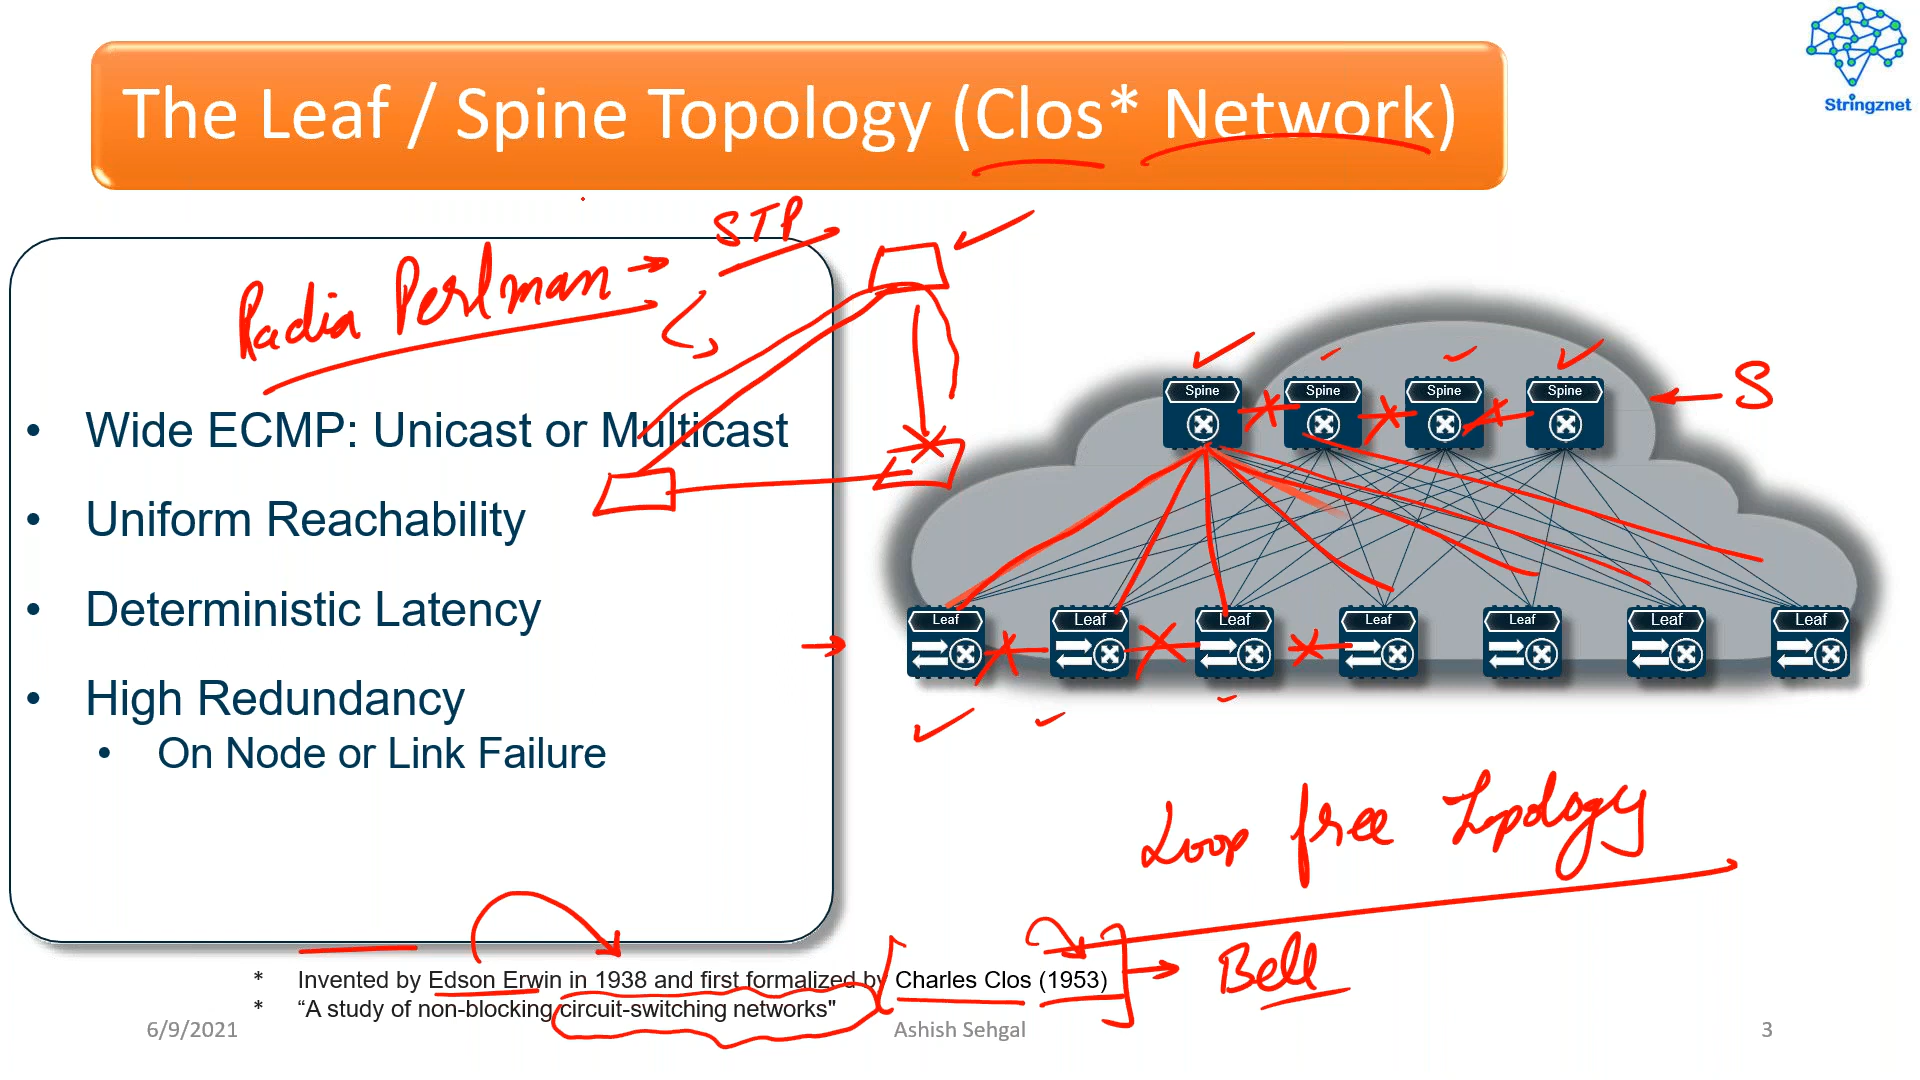 Stringznet
The Leaf / Spine Topology (Clos* Network)
STP
Radia Perlman
• Wide ECMP: Unicast or Multicast
• Uniform Reachability
• Deterministic Latency
• High Redundancy
• On Node or Link Failure
Spine Spine Spine Spine
S
Leaf Leaf Leaf Leaf Leaf Leaf Leaf
Loop free Topology
Bell
* Invented by Edson Erwin in 1938 and first formalized by Charles Clos (1953)
* “A study of non-blocking circuit-switching networks"
6/9/2021 Ashish Sehgal 3